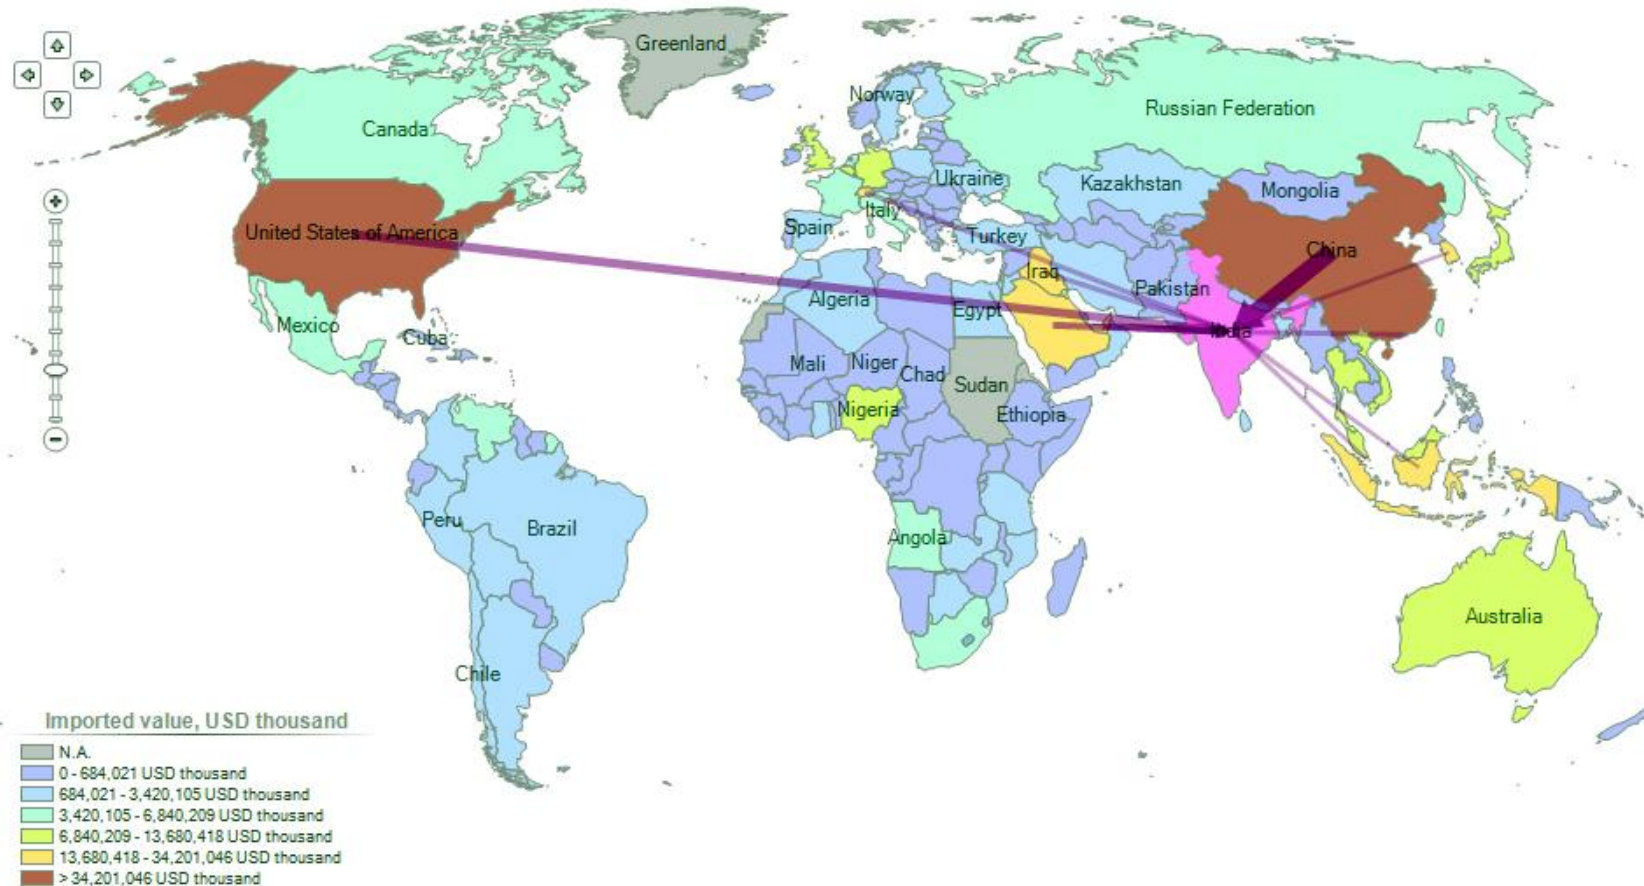 Greenland
Norway
Russian Federation
Canada
Ukraine
Kazakhstan
Mongolia
Italy
United States of America
Spain
Turkey
China
Iraq
Pakistan
Algeria
Egypt
Mexico
India
Cuba
Mali
Niger
Chad
Sudan
Nigeria
Ethiopia
Peru
Brazil
Angola
Australia
Chile
Imported value, USD thousand
N.A.
0 - 684,021 USD thousand
684,021 - 3,420,105 USD thousand
3,420,105 - 6,840,209 USD thousand
6,840,209 - 13,680,418 USD thousand
13,680,418 - 34,201,046 USD thousand
> 34,201,046 USD thousand